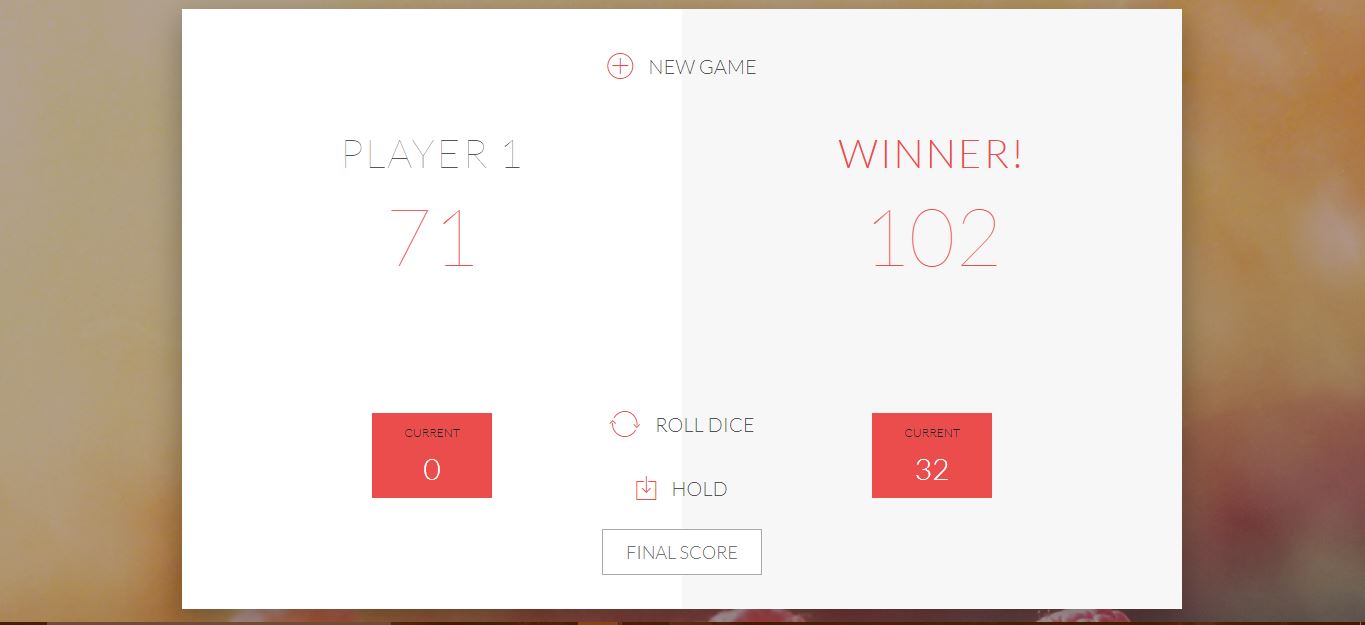 NEW GAME
PLAYER 1
WINNER!
71
102
CURRENT
0
ROLL DICE
CURRENT
32
HOLD
FINAL SCORE